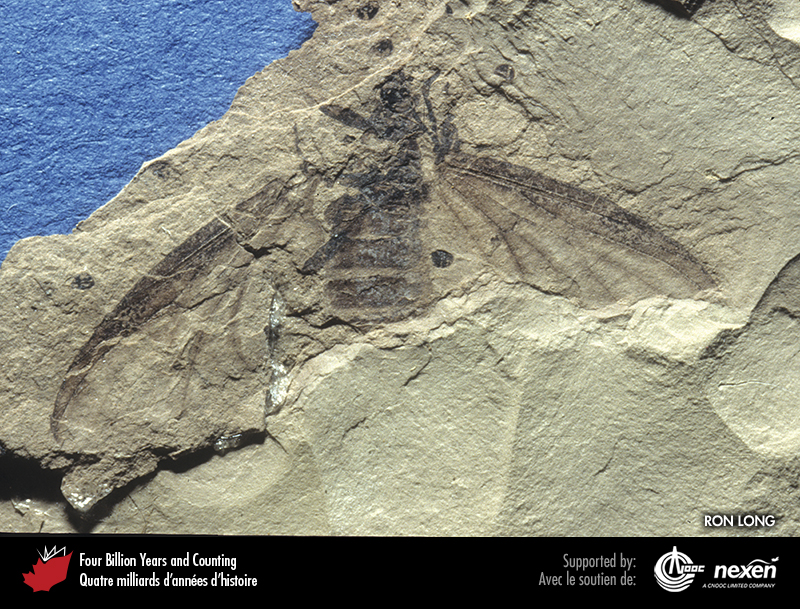 RON LONG
Four Billion Years and Counting
Quatre milliards d'années d'histoire
Supported by:
Avec le soutien de:
CNOOC
nexen
A CNOOC LIMITED COMPANY